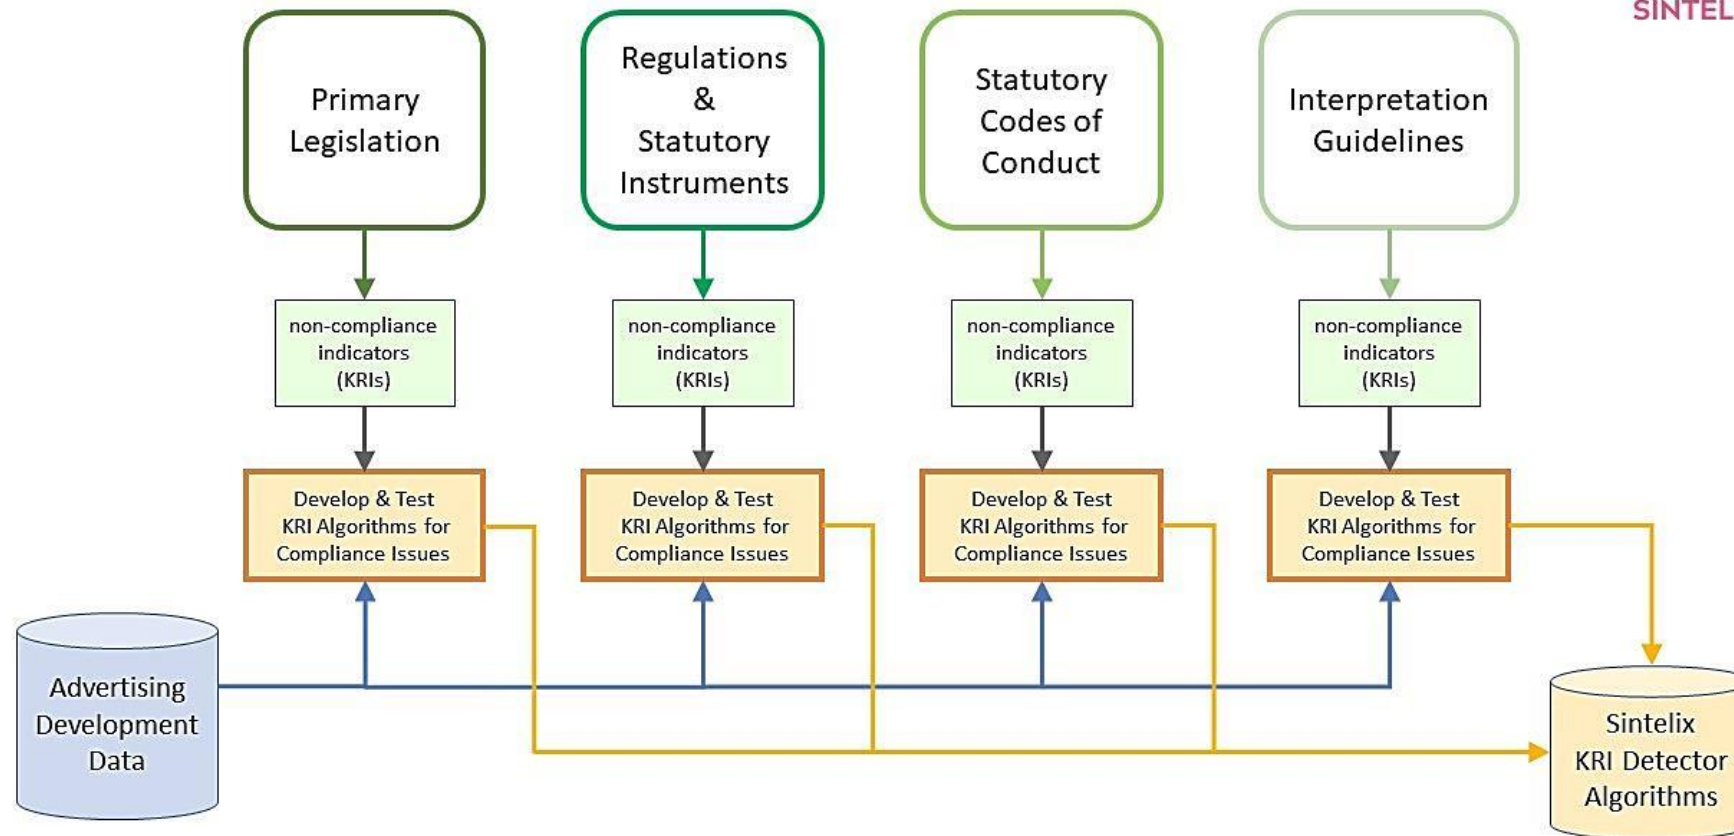 SINTEL
Primary
Legislation
Regulations
&
Statutory
Instruments
Statutory
Codes of
Conduct
Interpretation
Guidelines
non-compliance
indicators
(KRIs)
non-compliance
indicators
(KRIs)
non-compliance
indicators
(KRIs)
non-compliance
indicators
(KRIs)
Develop & Test
KRI Algorithms for
Compliance Issues
Develop & Test
KRI Algorithms for
Compliance Issues
Develop & Test
KRI Algorithms for
Compliance Issues
Develop & Test
KRI Algorithms for
Compliance Issues
Advertising
Development
Data
Sintelix
KRI Detector
Algorithms